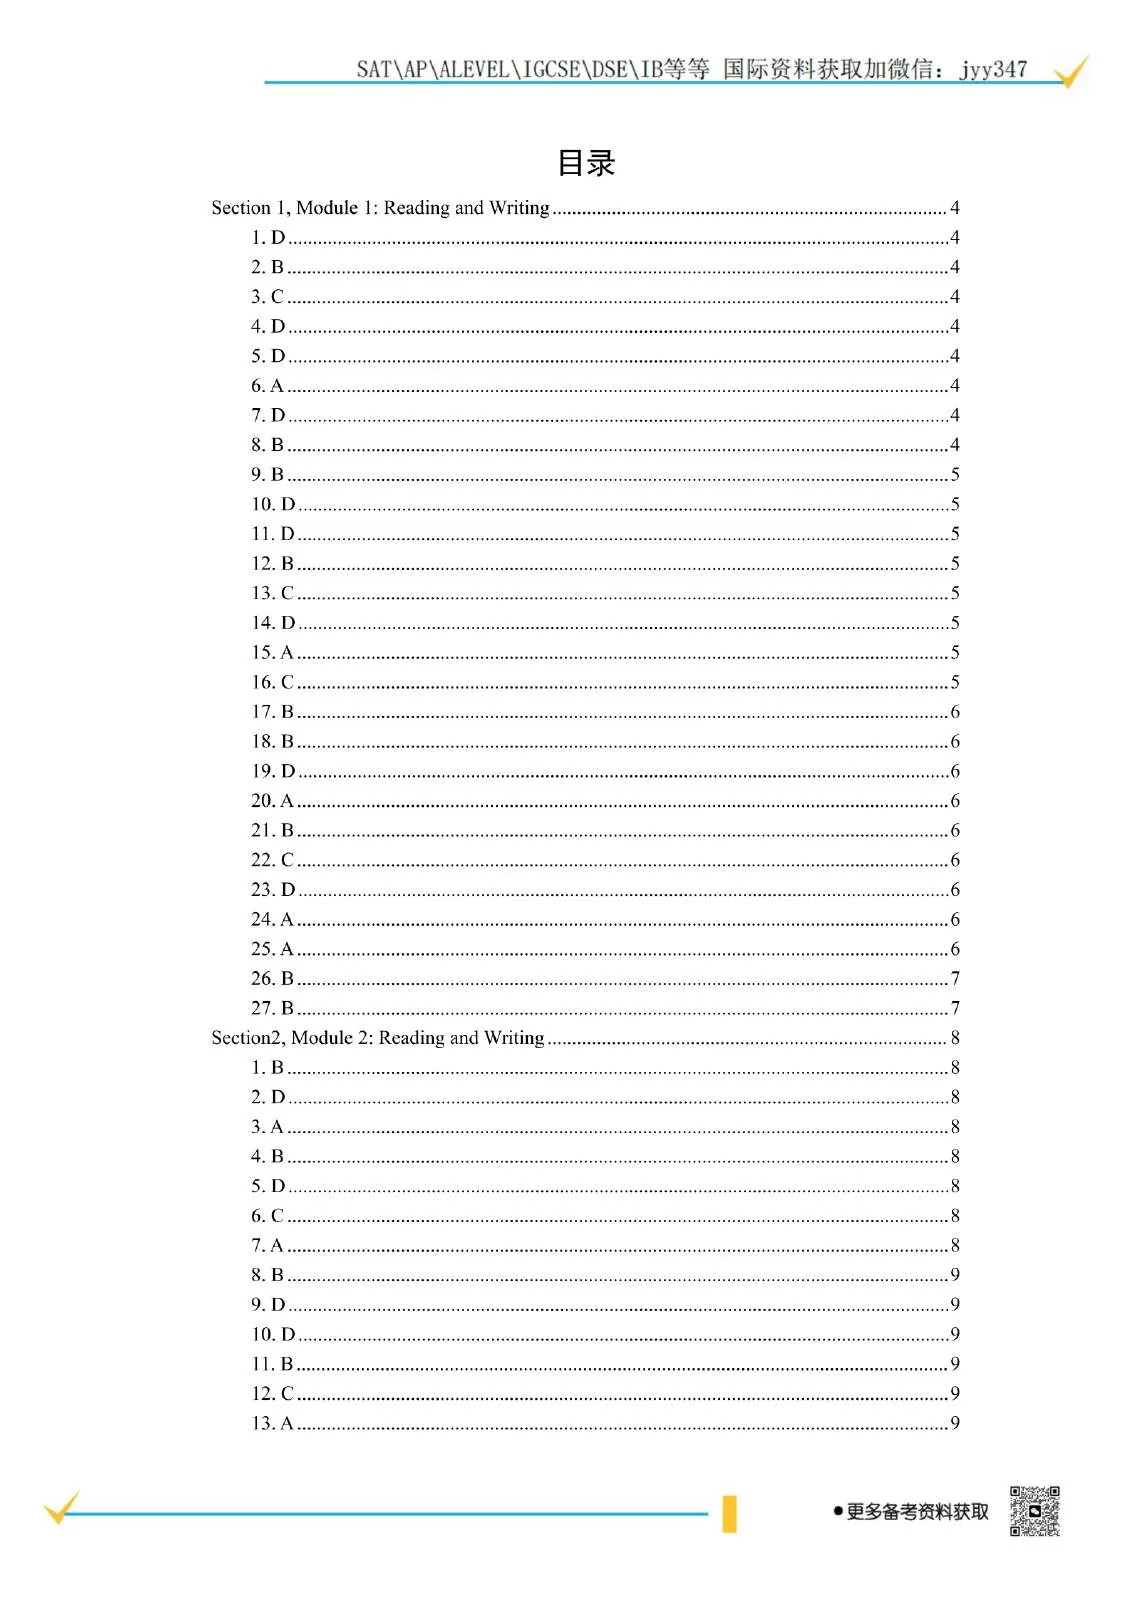 SAT\AP\ALEVEL\IGCSE\DSE\IB等等 国际资料获取加微信：jyy347
目录
Section 1, Module 1: Reading and Writing........................................4
1. D........................................4
2. B........................................4
3. C........................................4
4. D........................................4
5. D........................................4
6. A........................................4
7. D........................................4
8. B........................................4
9. B........................................5
10. D........................................5
11. D........................................5
12. B........................................5
13. C........................................5
14. D........................................5
15. A........................................5
16. C........................................5
17. B........................................6
18. B........................................6
19. D........................................6
20. A........................................6
21. B........................................6
22. C........................................6
23. D........................................6
24. A........................................6
25. A........................................6
26. B........................................7
27. B........................................7
Section2, Module 2: Reading and Writing........................................8
1. B........................................8
2. D........................................8
3. A........................................8
4. B........................................8
5. D........................................8
6. C........................................8
7. A........................................8
8. B........................................9
9. D........................................9
10. D........................................9
11. B........................................9
12. C........................................9
13. A........................................9
●更多备考资料获取